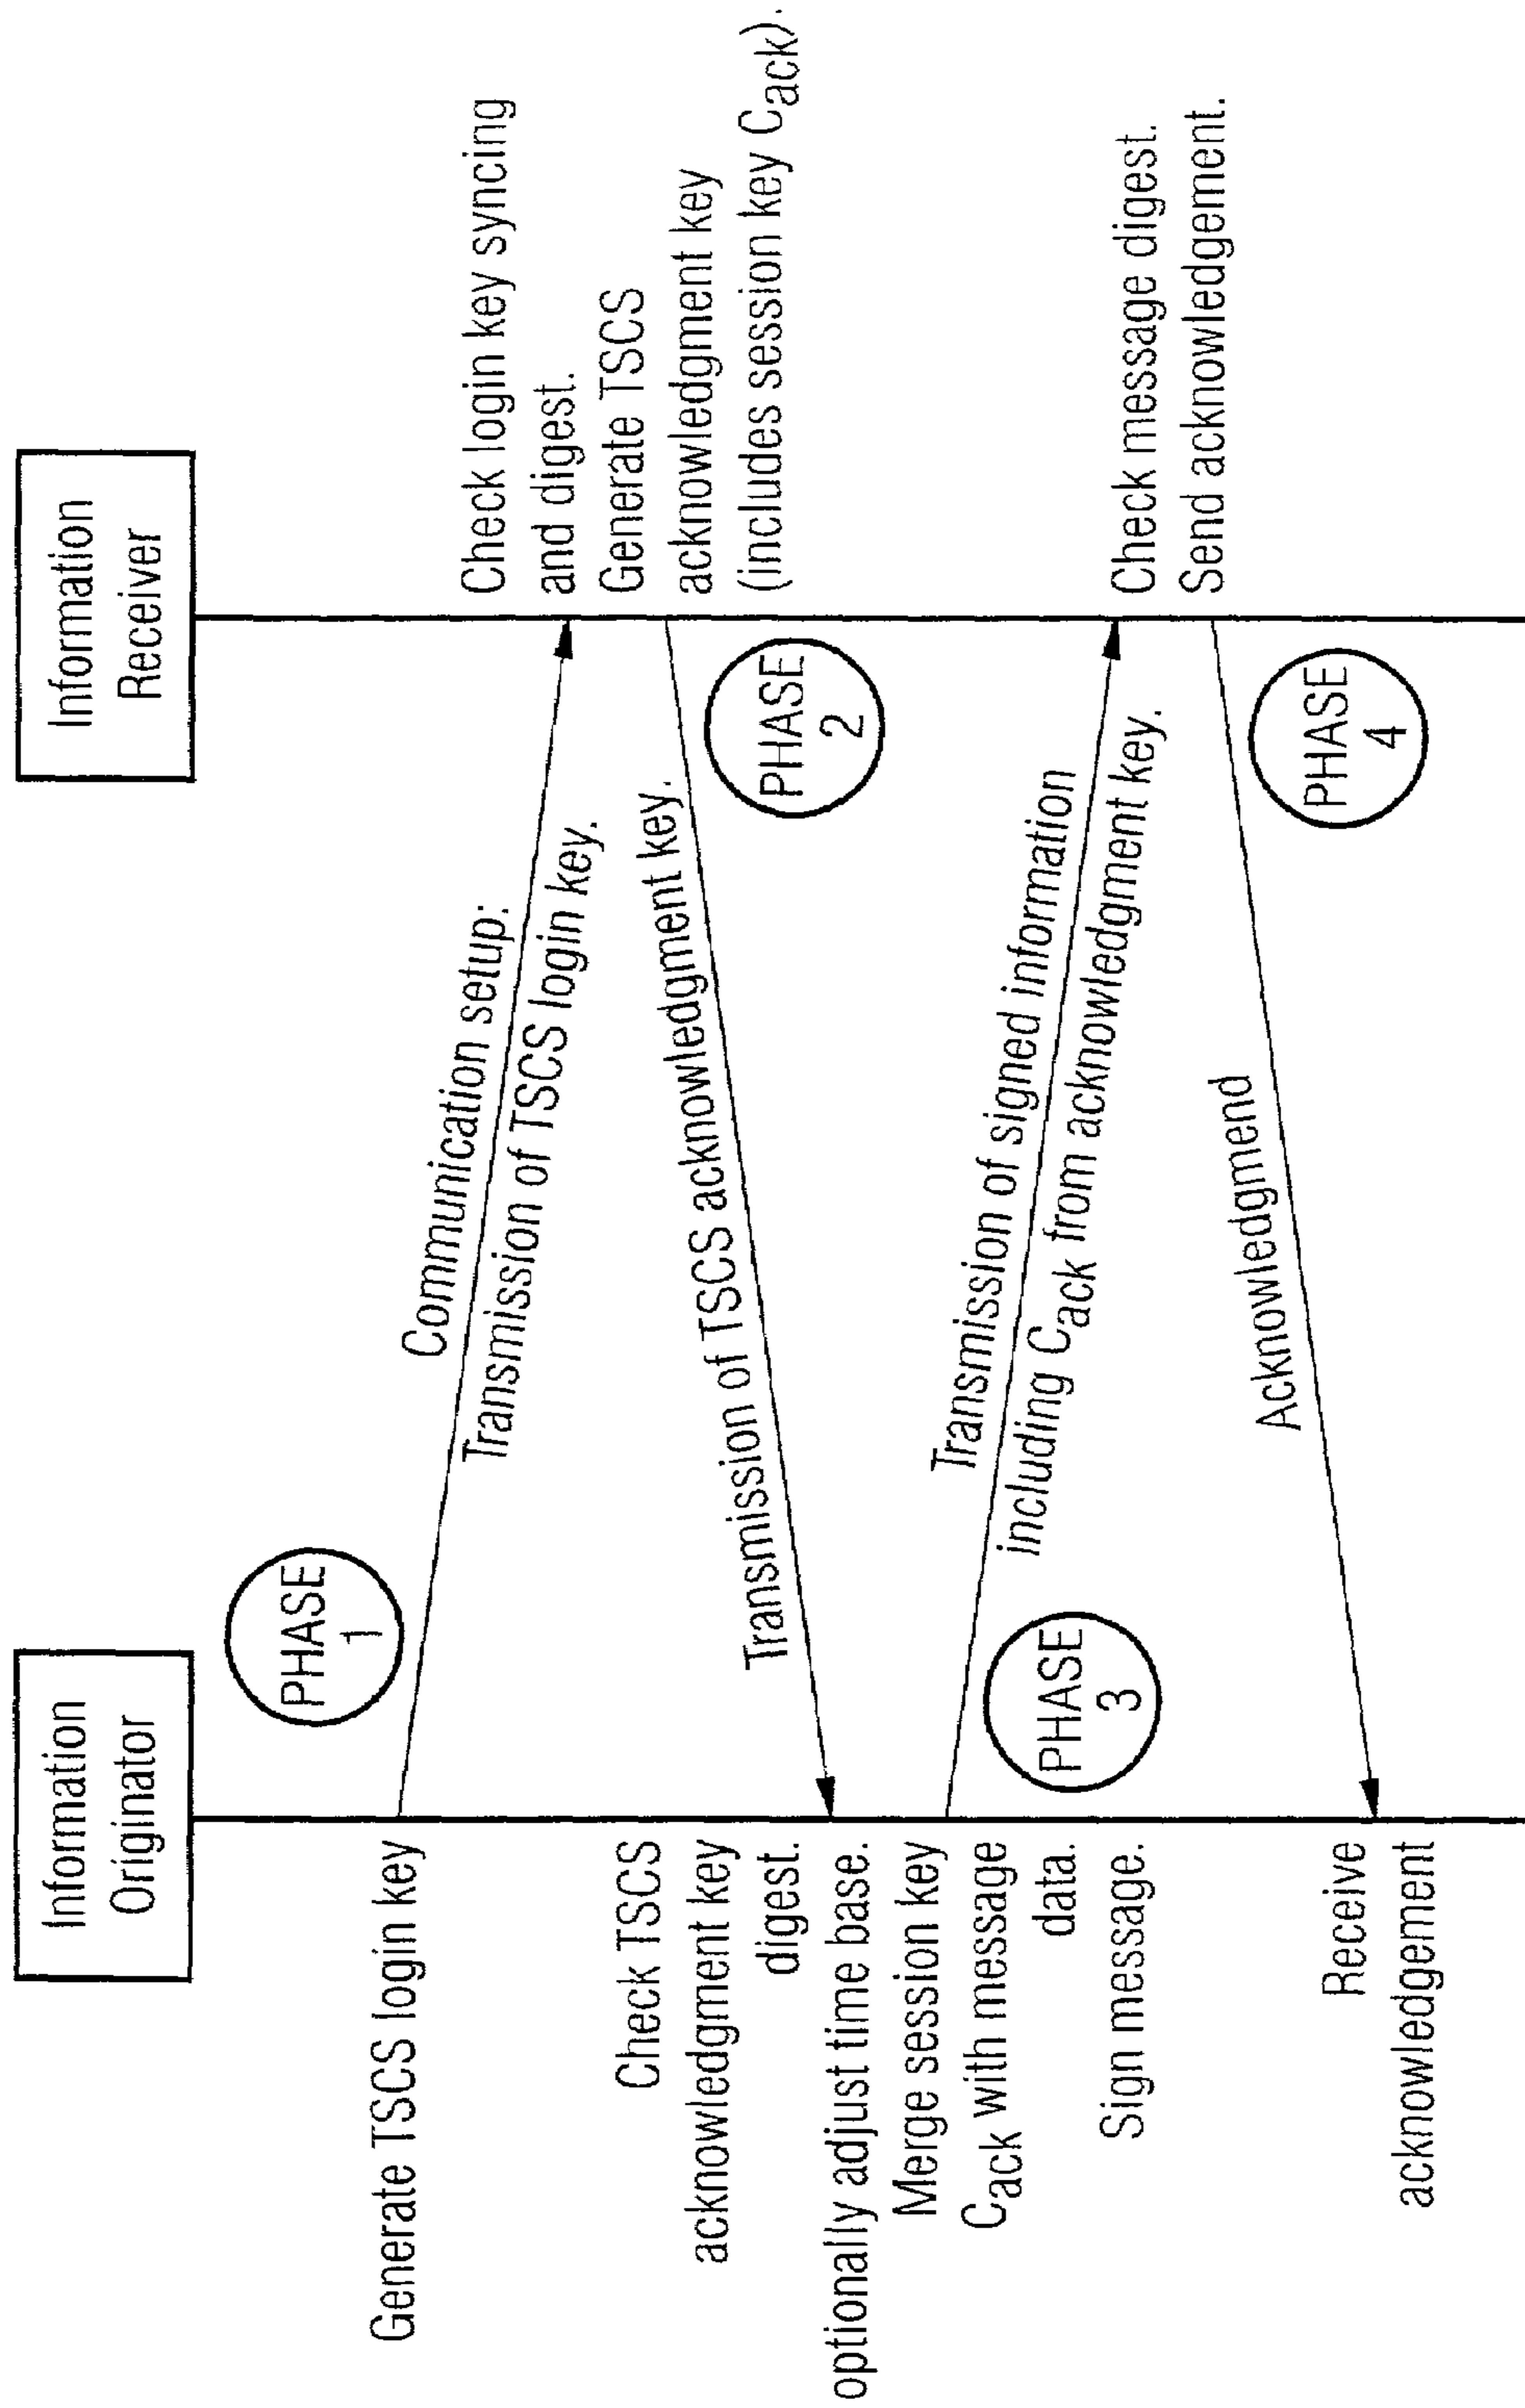 Information
Originator
Information
Receiver
PHASE
1
Generate TSCS login key
Communication setup:
Transmission of TSCS login key.
Check login key syncing
and digest.
Generate TSCS
acknowledgment key
(includes session key Cack).
PHASE
2
Transmission of TSCS acknowledgment key.
Check TSCS
acknowledgment key
digest.
optionally adjust time base.
Merge session key
Cack with message
data.
Sign message.
PHASE
3
Transmission of signed information
including Cack from acknowledgment key.
Check message digest.
Send acknowledgement.
PHASE
4
Acknowledgmend
Receive
acknowledgement